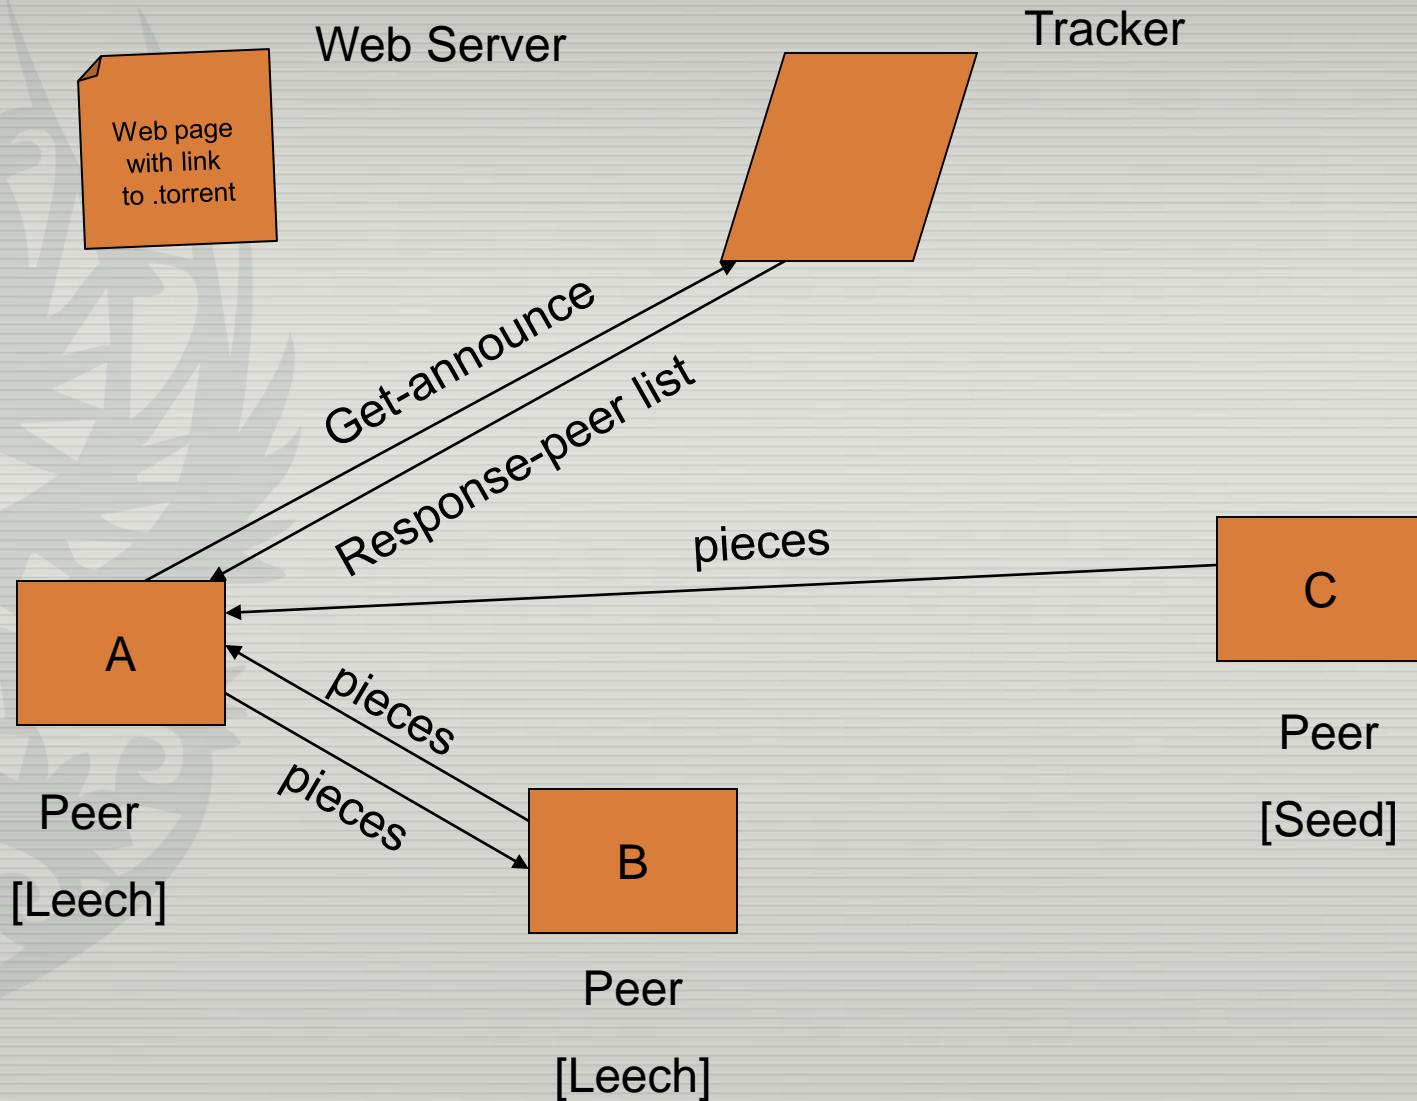 Web Server
Tracker
Web page
with link
to .torrent
Get-announce
Response-peer list
pieces
C
A
pieces
pieces
Peer
[Seed]
Peer
[Leech]
B
Peer
[Leech]